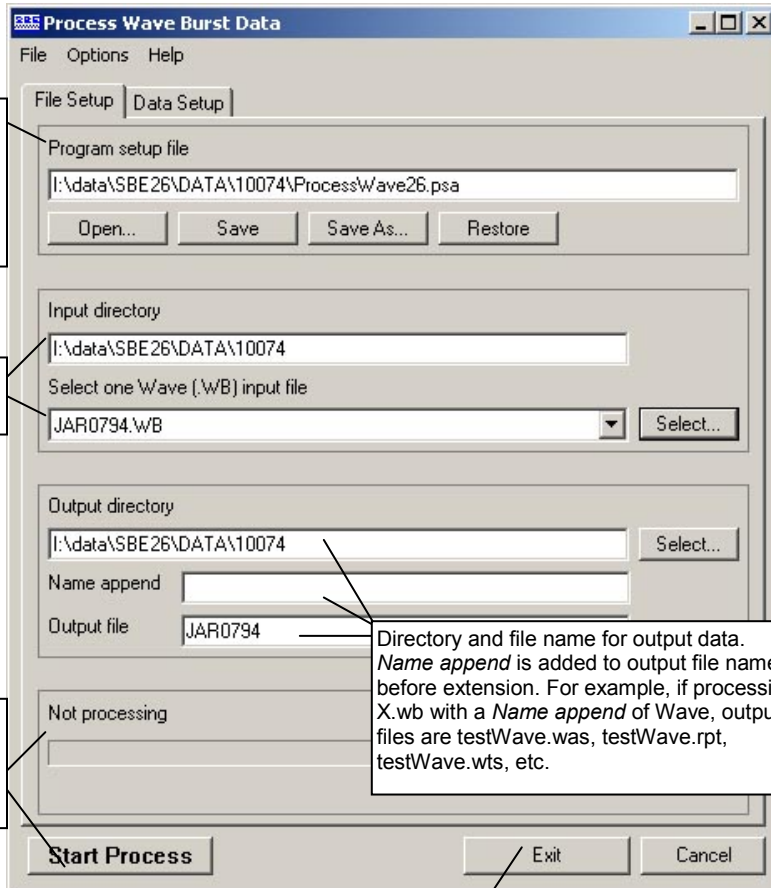 Process Wave Burst Data
File Options Help
File Setup Data Setup
Program setup file
I:\data\SBE26\DATA\10074\ProcessWave26.psa
Open... Save Save As... Restore
Input directory
I:\data\SBE26\DATA\10074
Select one Wave (.WB) input file
JAR0794.WB Select...
Output directory
I:\data\SBE26\DATA\10074 Select...
Name append
Output file JAR0794
Directory and file name for output data.
Name append is added to output file name
before extension. For example, if processi
X.wb with a Name append of Wave, outpu
files are testWave.was, testWave.rpt,
testWave.wts, etc.
Not processing
Start Process Exit Cancel